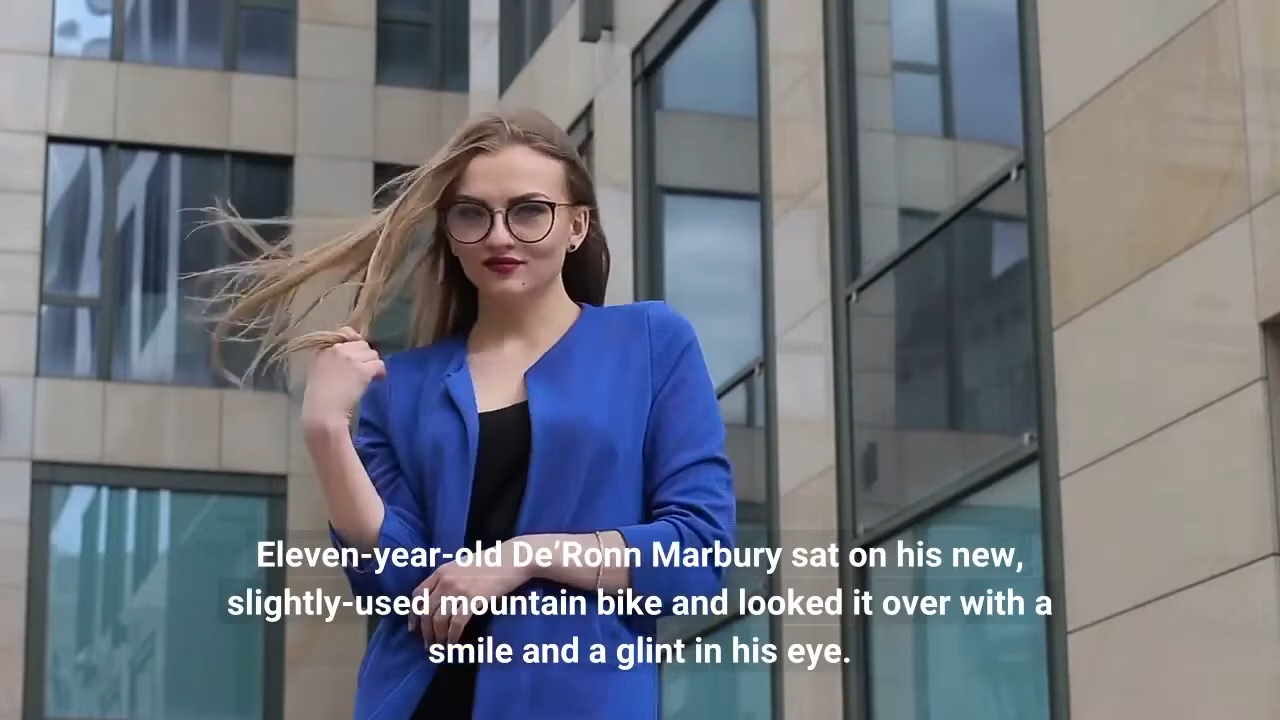 Eleven-year-old De’Ronn Marbury sat on his new,
slightly-used mountain bike and looked it over with a
smile and a glint in his eye.